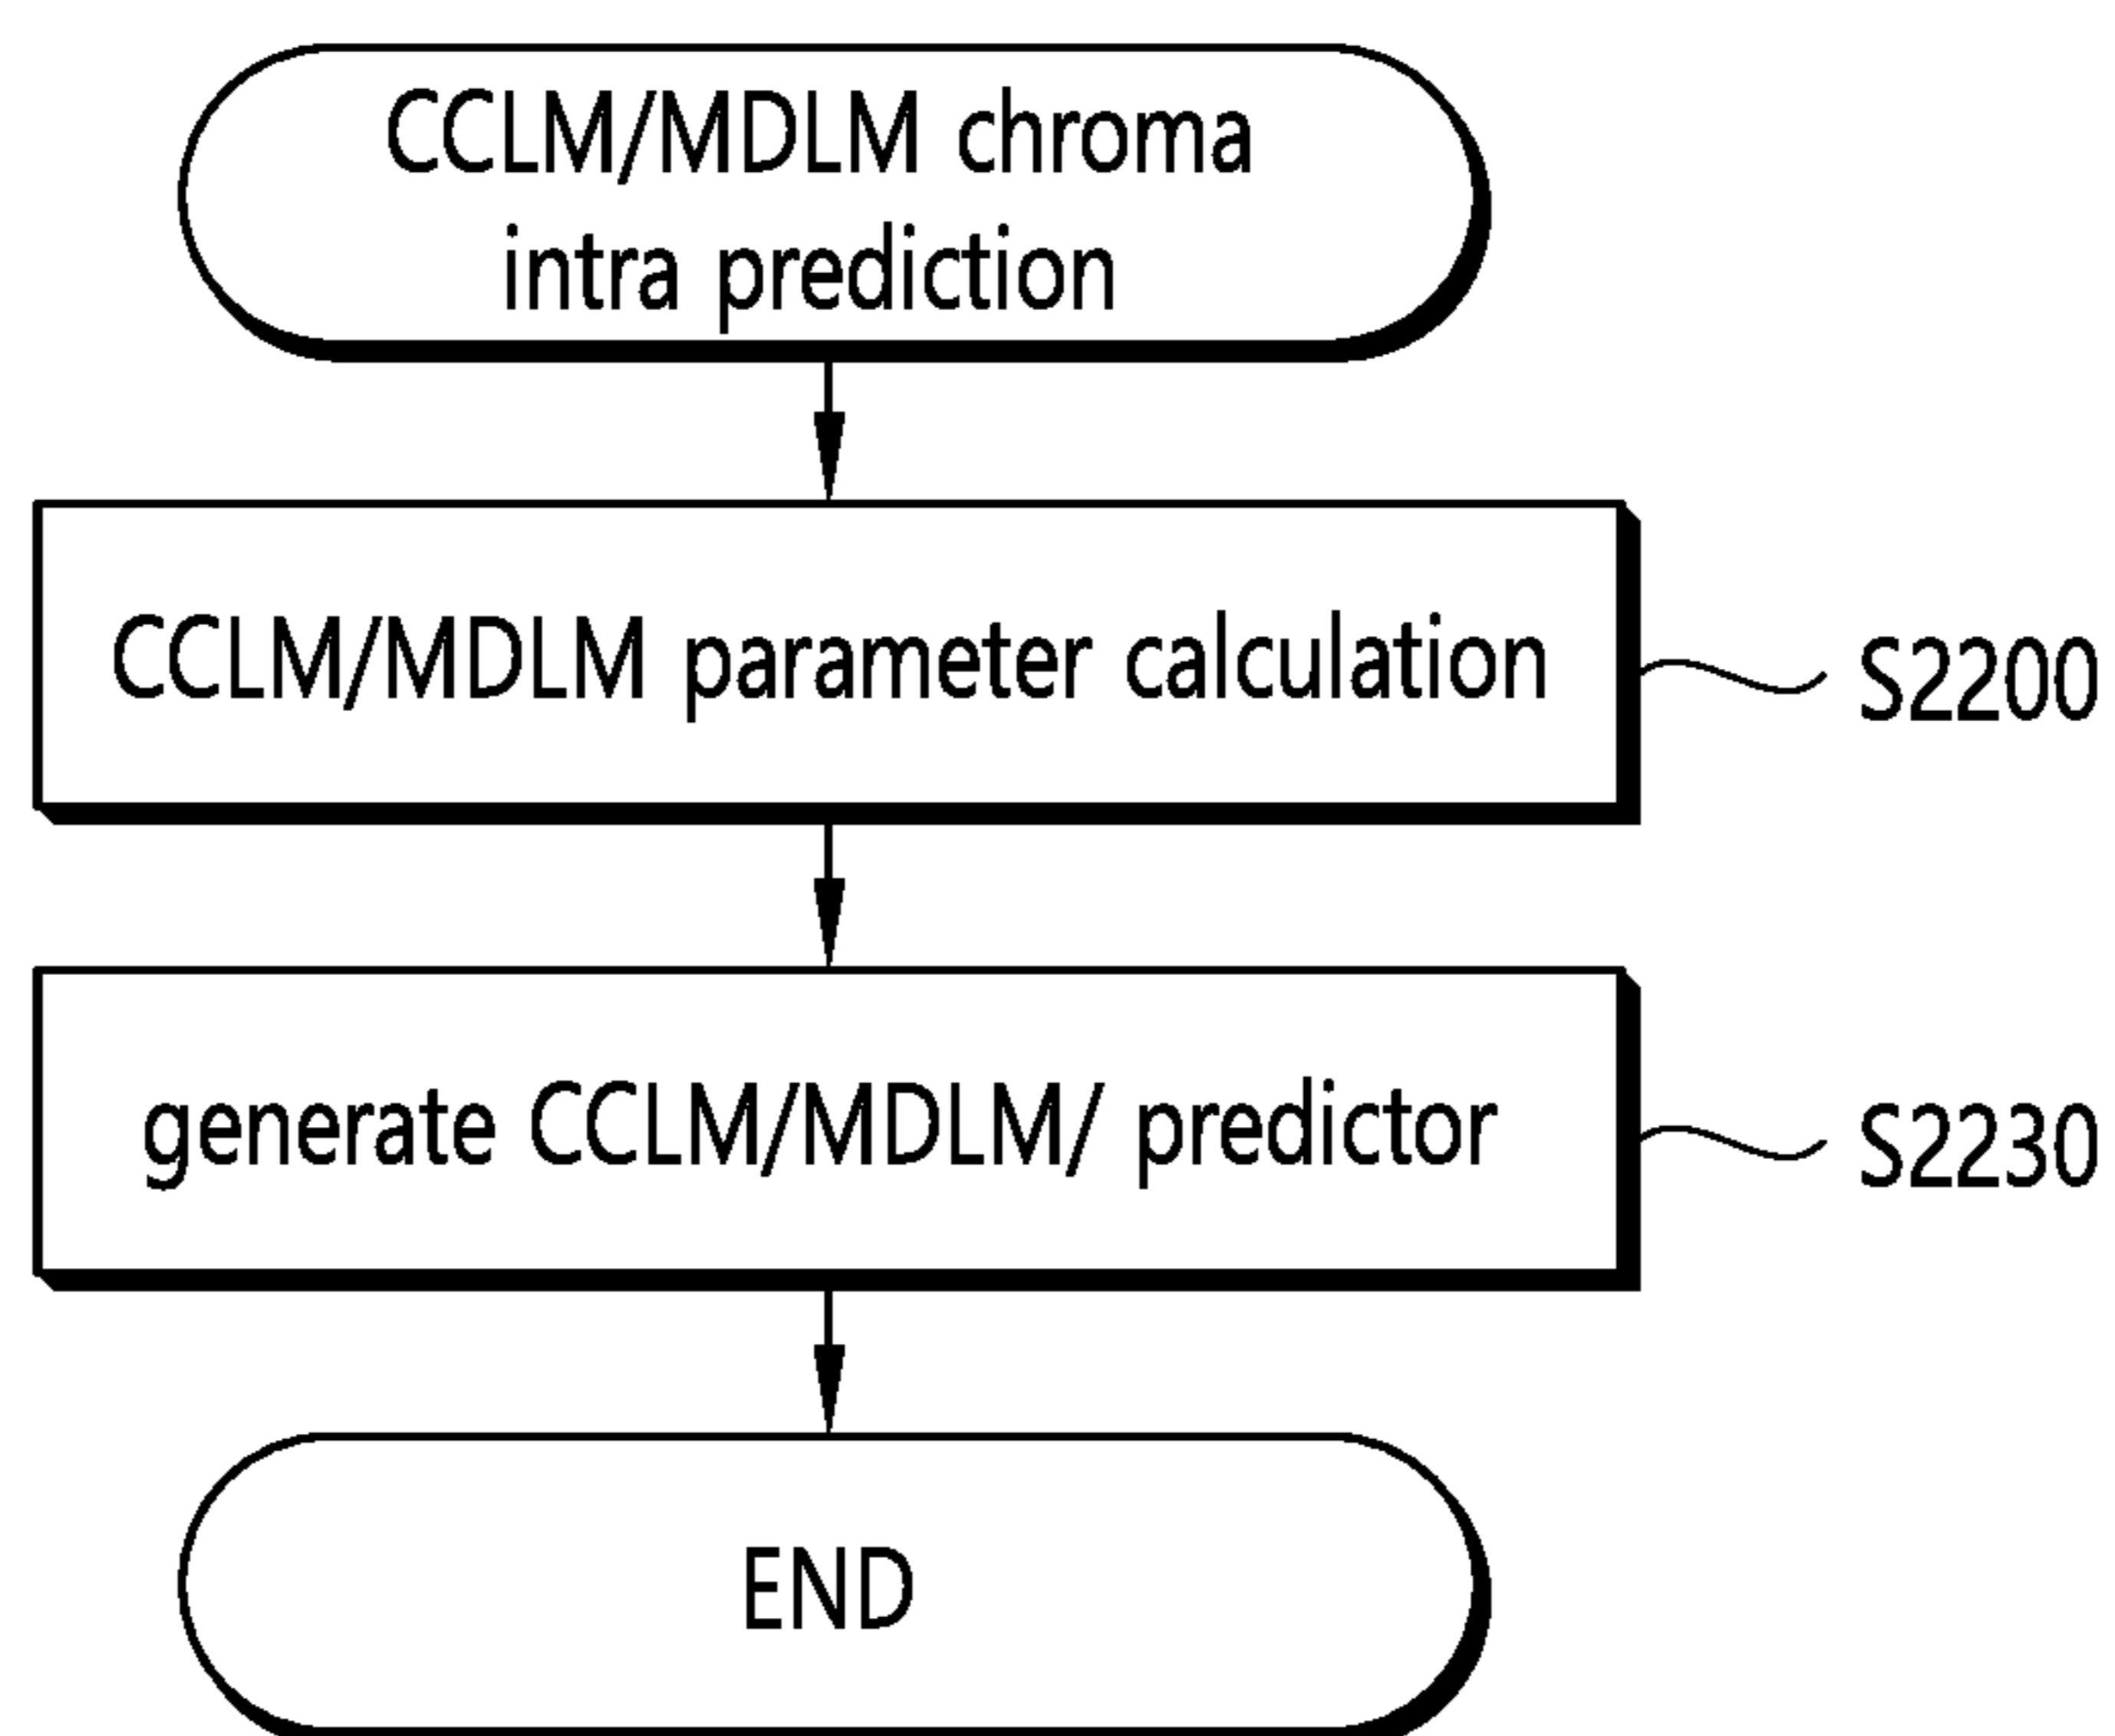 CCLM/MDLM chroma
intra prediction
CCLM/MDLM parameter calculation
S2200
generate CCLM/MDLM/ predictor
S2230
END